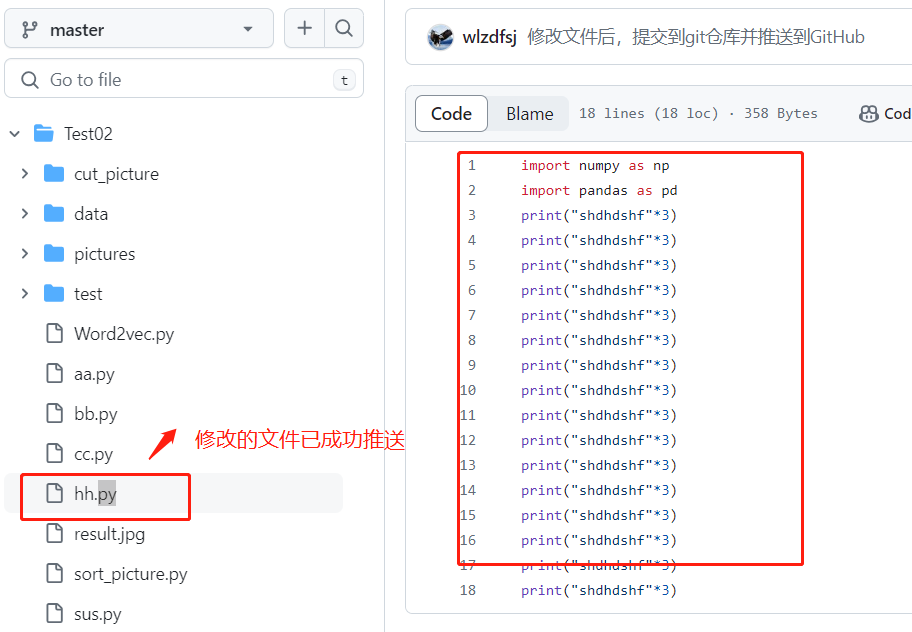 master
Go to file
t
Test02
cut_picture
data
pictures
test
Word2vec.py
aa.py
bb.py
cc.py
修改的文件已成功推送
hh.py
result.jpg
sort_picture.py
sus.py
wlzdfsj 修改文件后，提交到git仓库并推送到GitHub
Code Blame 18 lines (18 loc) · 358 Bytes Cod
1 import numpy as np
2 import pandas as pd
3 print("shdhdshf"*3)
4 print("shdhdshf"*3)
5 print("shdhdshf"*3)
6 print("shdhdshf"*3)
7 print("shdhdshf"*3)
8 print("shdhdshf"*3)
9 print("shdhdshf"*3)
10 print("shdhdshf"*3)
11 print("shdhdshf"*3)
12 print("shdhdshf"*3)
13 print("shdhdshf"*3)
14 print("shdhdshf"*3)
15 print("shdhdshf"*3)
16 print("shdhdshf"*3)
17 print("shdhdshf"*3)
18 print("shdhdshf"*3)